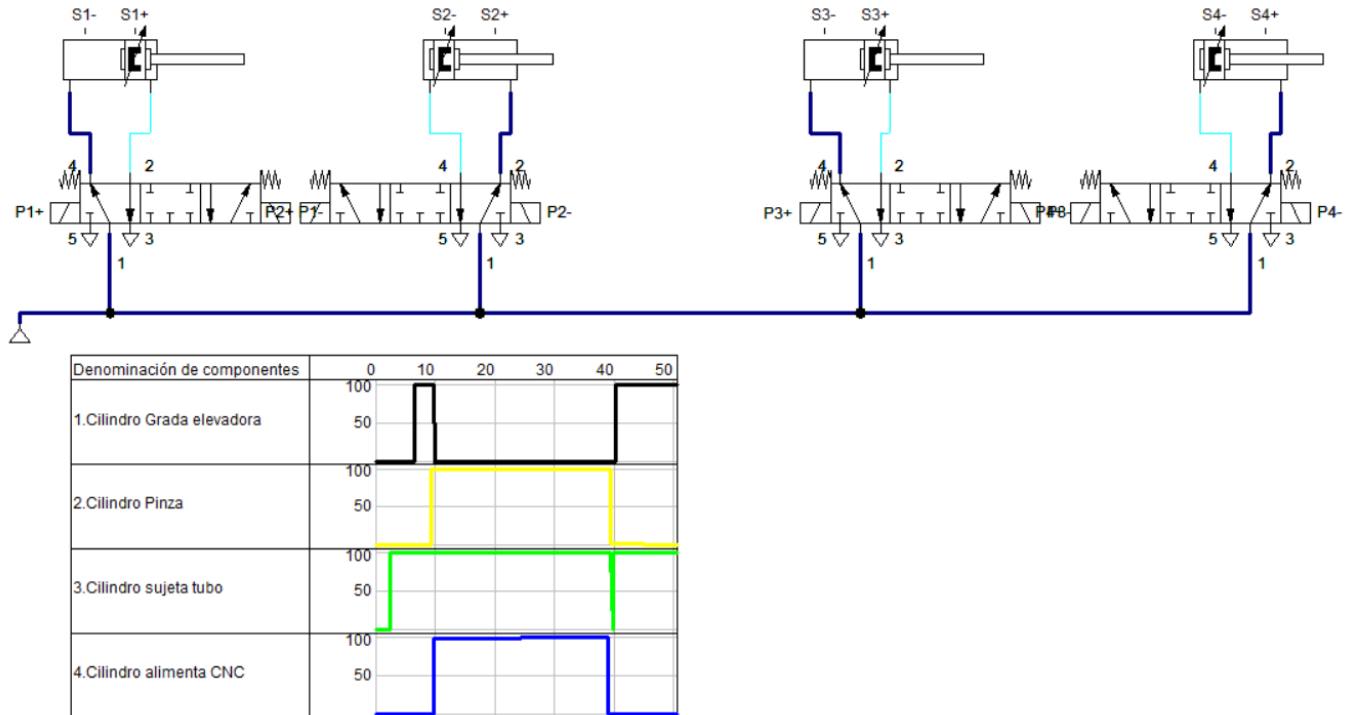 S1- S1+ S2- S2+ S3- S3+ S4- S4+
4 2 4 2 4 2 4 2
P1+ P2+ P1- P2- P3+ P3- P4-
5 3 5 3 5 3 5 3
1 1 1 1
Denominación de componentes 0 10 20 30 40 50
100
1.Cilindro Grada elevadora
50
100
2.Cilindro Pinza
50
100
3.Cilindro sujeta tubo
50
100
4.Cilindro alimenta CNC
50